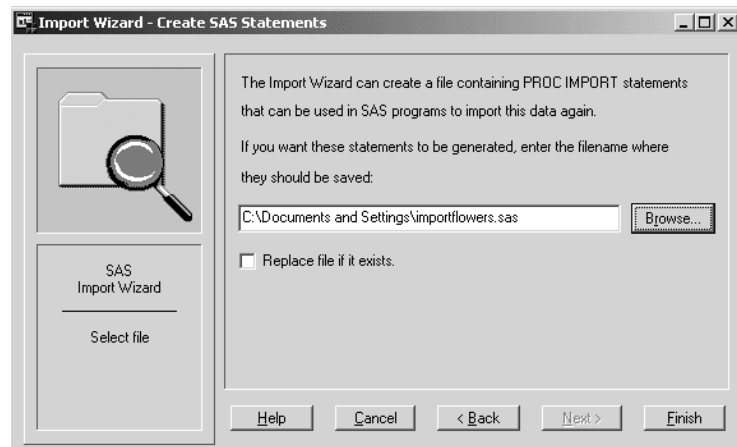 Import Wizard - Create SAS Statements
The Import Wizard can create a file containing PROC IMPORT statements
that can be used in SAS programs to import this data again.
If you want these statements to be generated, enter the filename where
they should be saved:
C:\Documents and Settings\importflowers.sas
Browse...
Replace file if it exists.
SAS
Import Wizard
Select file
Help
Cancel
< Back
Next >
Finish